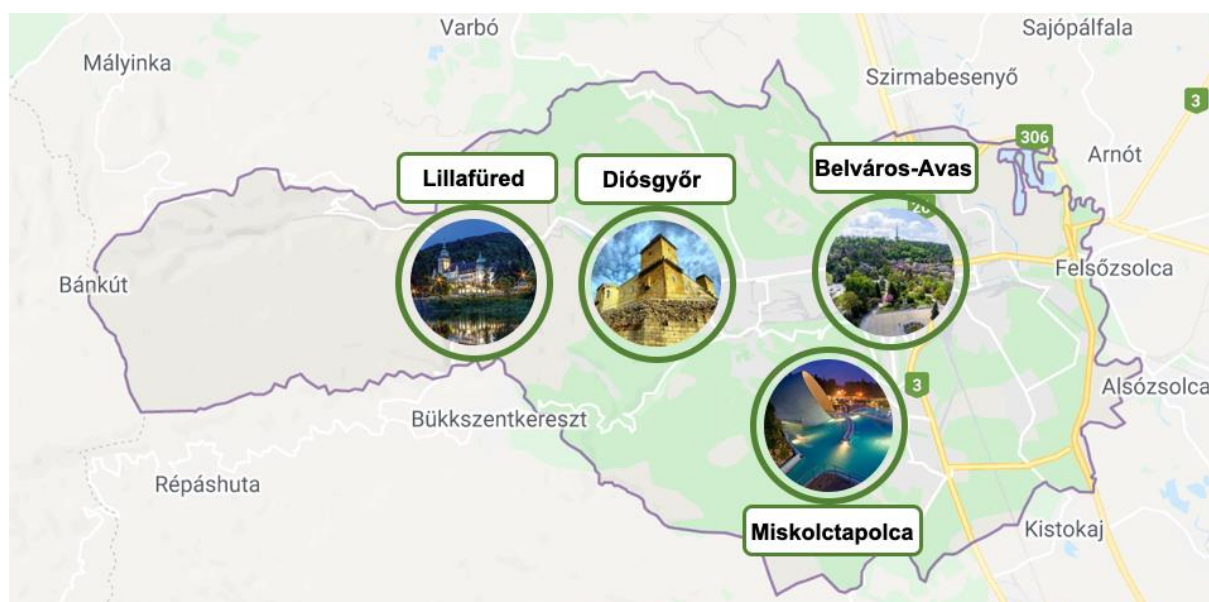 Varbó
Sajópálfala
Mályinka
Szirmabesenyő
3
306
Arnót
Lillafüred
Diósgyőr
Belváros-Avas
26
Felsőzsolca
Bánkút
3
Alsózsolca
Bükkszentkereszt
Répáshuta
Miskolctapolca
Kistokaj